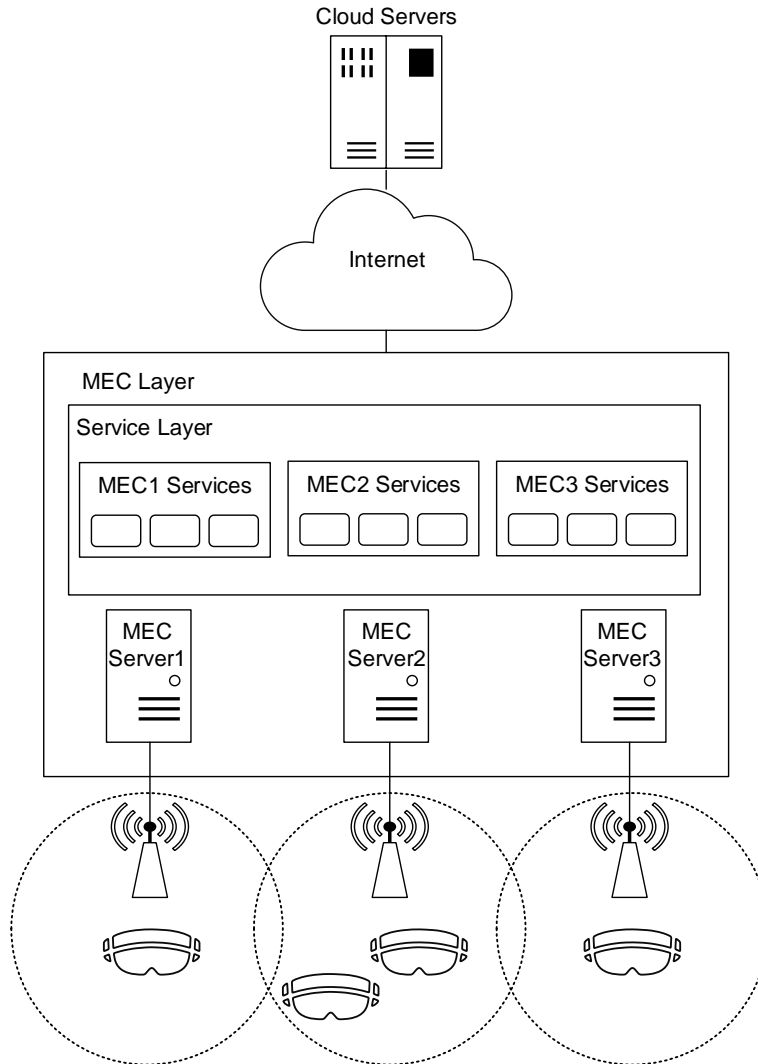 Cloud Servers
Internet
MEC Layer
Service Layer
MEC1 Services
MEC2 Services
MEC3 Services
MEC
Server1
MEC
Server2
MEC
Server3